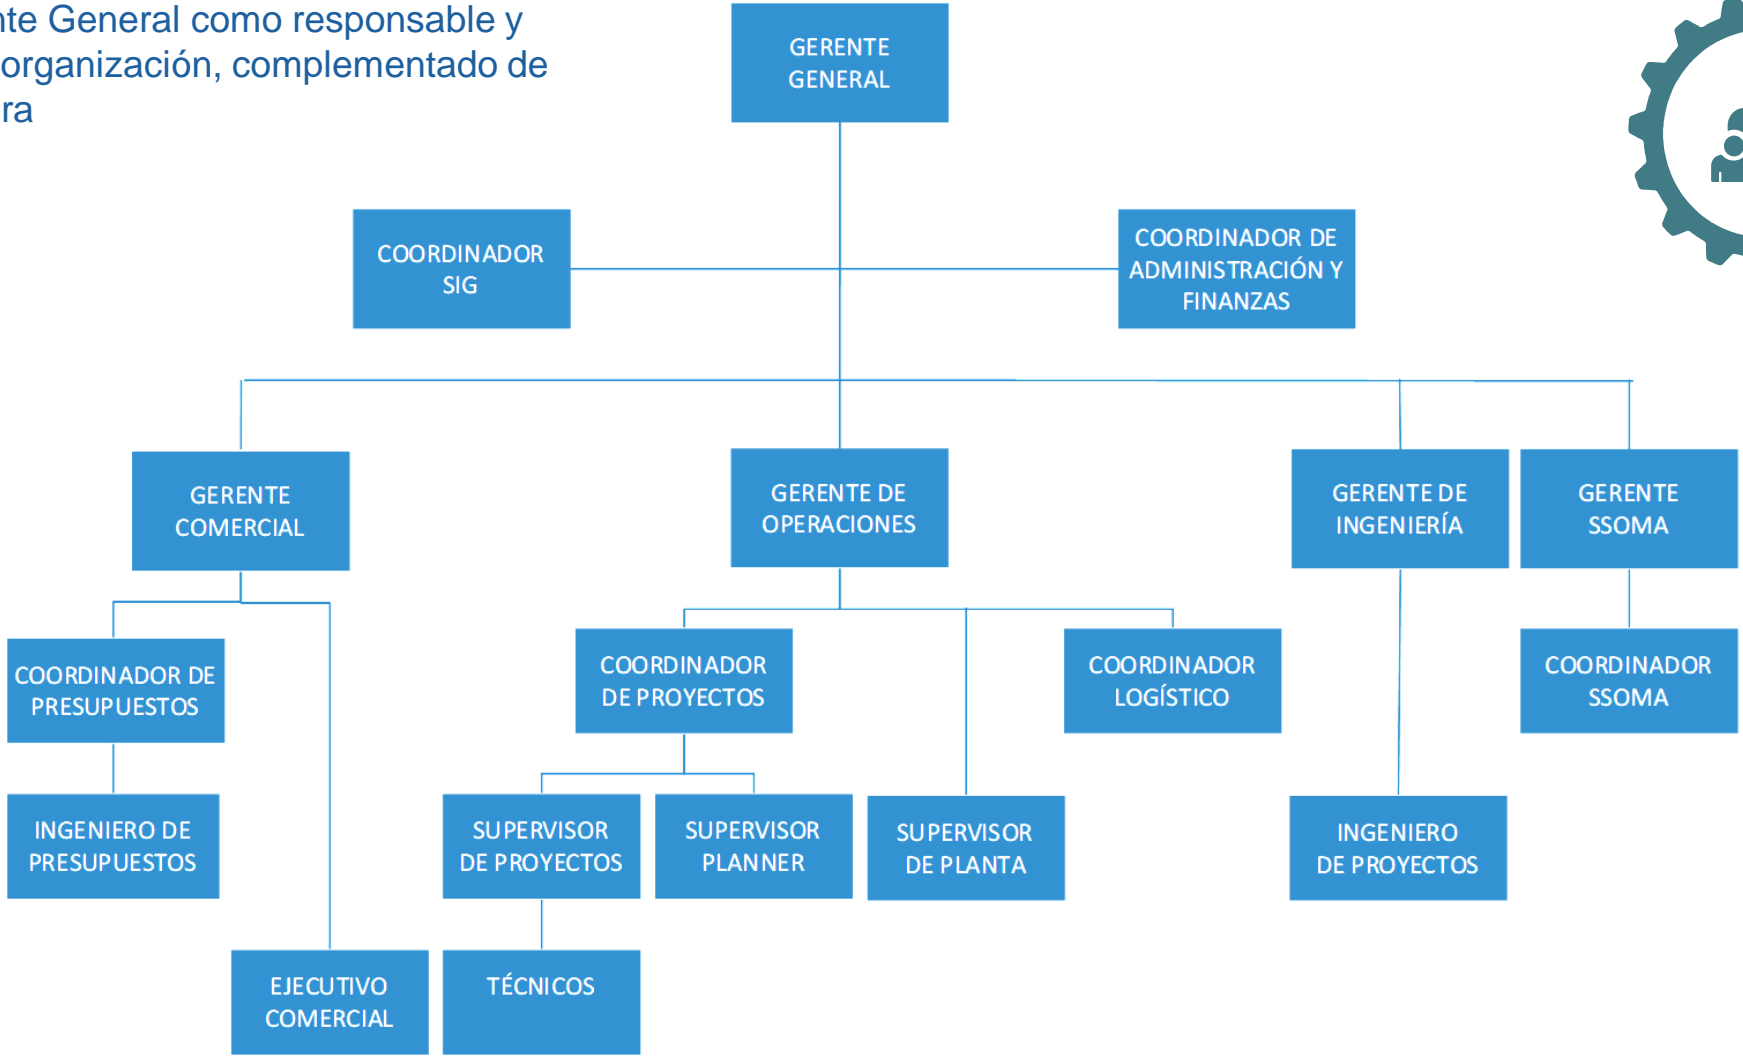 General como responsable y
organización, complementado de
GERENTE
GENERAL
COORDINADOR
SIG
COORDINADOR DE
ADMINISTRACIÓN Y
FINANZAS
GERENTE
COMERCIAL
GERENTE DE
OPERACIONES
GERENTE DE
INGENIERÍA
GERENTE
SSOMA
COORDINADOR DE
PRESUPUESTOS
COORDINADOR
DE PROYECTOS
COORDINADOR
LOGÍSTICO
COORDINADOR
SSOMA
INGENIERO DE
PRESUPUESTOS
SUPERVISOR
DE PROYECTOS
SUPERVISOR
PLANNER
SUPERVISOR
DE PLANTA
INGENIERO
DE PROYECTOS
EJECUTIVO
COMERCIAL
TÉCNICOS